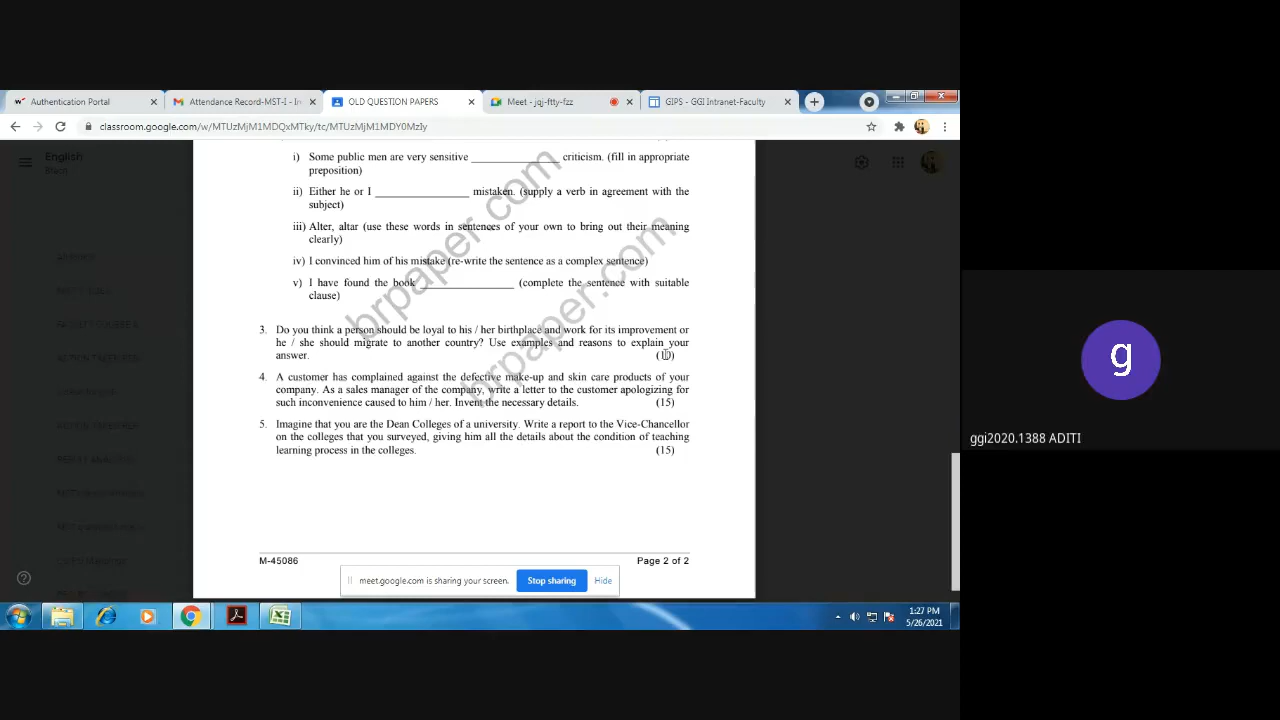 Authentication Portal
Attendance Record-MST-I - In
OLD QUESTION PAPERS
Meet - jqj-ftty-fzz
GIPS - GGI Intranet-Faculty
classroom.google.com/w/MTUzMjM1MDQxMTky/tc/MTUzMjM1MDY0MzIy
English
i) Some public men are very sensitive ________________ criticism. (fill in appropriate
preposition)
ii) Either he or I _________________ mistaken. (supply a verb in agreement with the
subject)
iii) Alter, altar (use these words in sentences of your own to bring out their meaning
clearly)
iv) I convinced him of his mistake (re-write the sentence as a complex sentence)
v) I have found the book _________________ (complete the sentence with suitable
clause)
3. Do you think a person should be loyal to his / her birthplace and work for its improvement or
he / she should migrate to another country? Use examples and reasons to explain your
answer. (10)
4. A customer has complained against the defective make-up and skin care products of your
company. As a sales manager of the company, write a letter to the customer apologizing for
such inconvenience caused to him / her. Invent the necessary details. (15)
5. Imagine that you are the Dean Colleges of a university. Write a report to the Vice-Chancellor
on the colleges that you surveyed, giving him all the details about the condition of teaching
learning process in the colleges. (15)
brpaper.com
brpaper.com
M-45086 Page 2 of 2
meet.google.com is sharing your screen. Stop sharing Hide
1:27 PM
5/26/2021
g
ggi2020.1388 ADITI